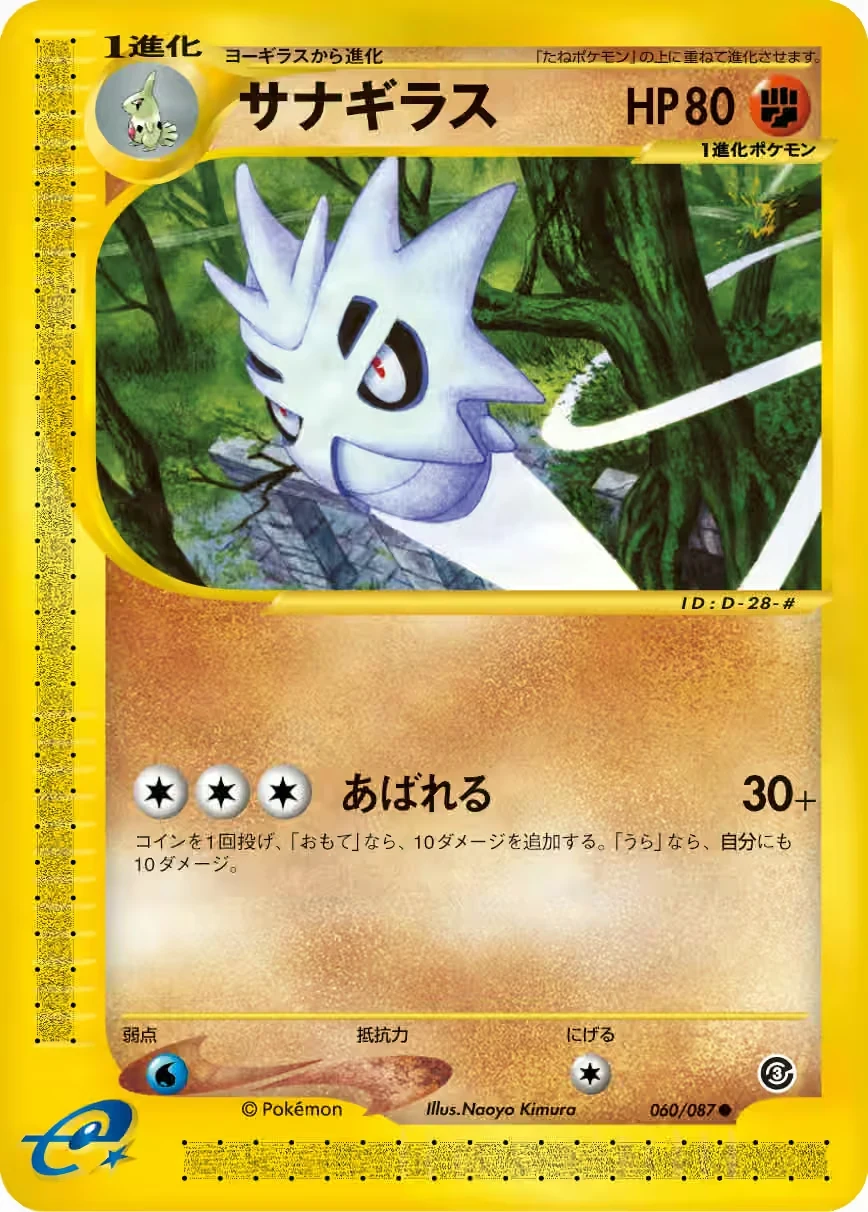 1進化
ヨーギラスから進化
「たねポケモン」の上に重ねて進化させます。
サナギラス
HP80
1進化ポケモン
ID:D-28-#
あばれる
30+
コインを1回投げ、「おもて」なら、10ダメージを追加する。「うら」なら、自分にも
10ダメージ。
弱点
抵抗力
にげる
3
© Pokémon
Illus.Naoyo Kimura
060/087●
e